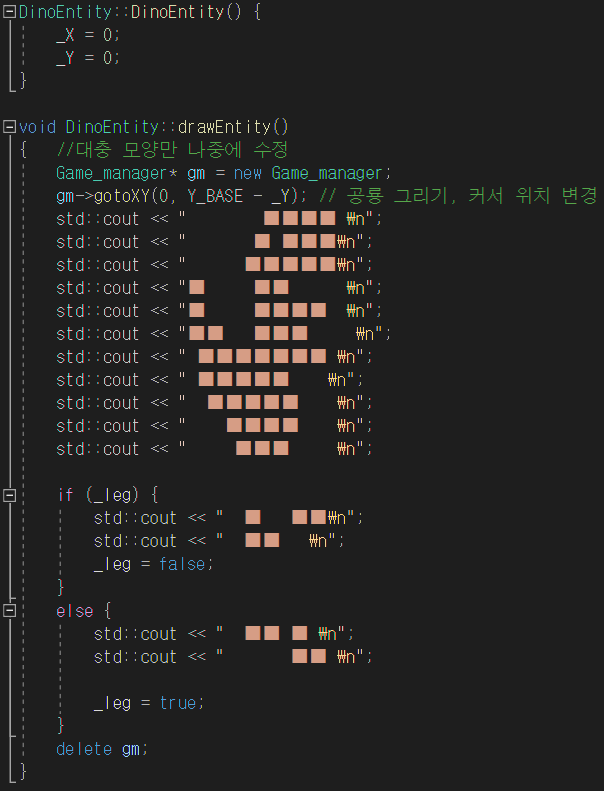 DinoEntity::DinoEntity() {
    _X = 0;
    _Y = 0;
}

void DinoEntity::drawEntity()
{   //대충 모양만 나중에 수정
    Game_manager* gm = new Game_manager;
    gm->gotoXY(0, Y_BASE - _Y); // 공룡 그리기, 커서 위치 변경
    std::cout << "        ■■■■ ₩n";
    std::cout << "       ■ ■■■₩n";
    std::cout << "      ■■■■■₩n";
    std::cout << "■     ■■      ₩n";
    std::cout << "■     ■■■■  ₩n";
    std::cout << "■■   ■■■     ₩n";
    std::cout << " ■■■■■■■ ₩n";
    std::cout << " ■■■■■    ₩n";
    std::cout << "  ■■■■■    ₩n";
    std::cout << "    ■■■■    ₩n";
    std::cout << "     ■■■     ₩n";

    if (_leg) {
        std::cout << "  ■   ■■₩n";
        std::cout << "  ■■   ₩n";
        _leg = false;
    }
    else {
        std::cout << "  ■■ ■ ₩n";
        std::cout << "       ■■ ₩n";

        _leg = true;
    }
    delete gm;
}